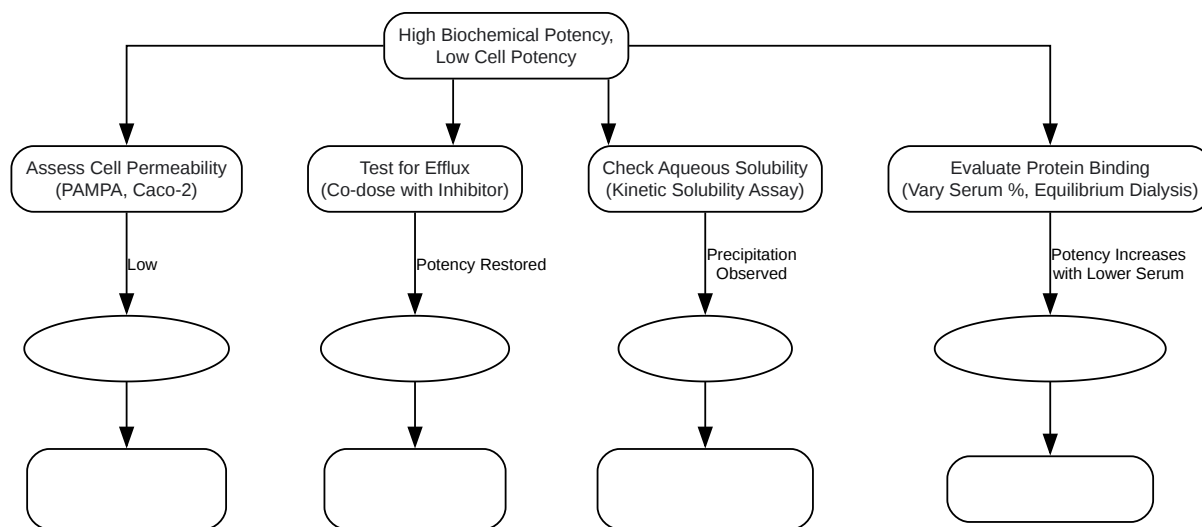 High Biochemical Potency,
Low Cell Potency
Assess Cell Permeability
(PAMPA, Caco-2)
Test for Efflux
(Co-dose with Inhibitor)
Check Aqueous Solubility
(Kinetic Solubility Assay)
Evaluate Protein Binding
(Vary Serum %, Equilibrium Dialysis)
Low
Potency Restored
Precipitation
Observed
Potency Increases
with Lower Serum